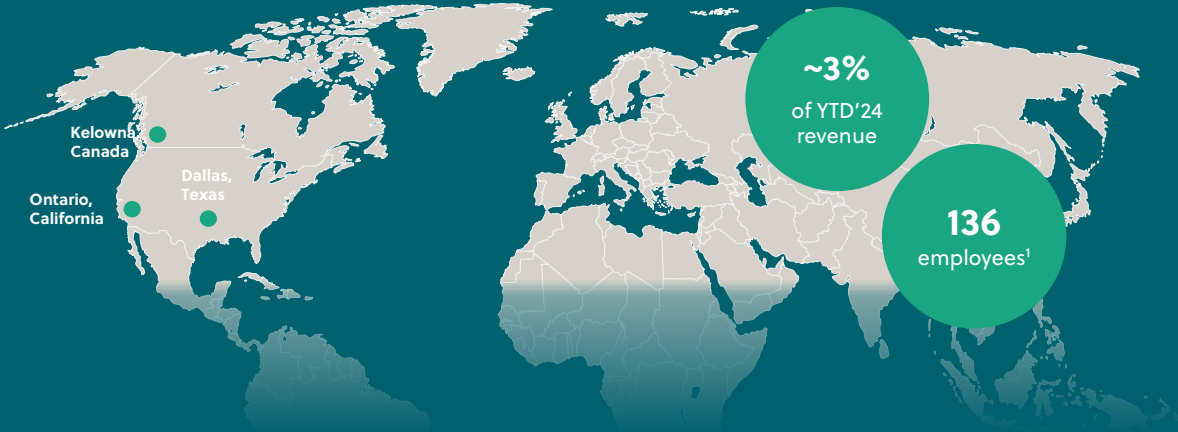 Kelowna,
Canada
Ontario,
California
Dallas,
Texas
~3%
of YTD'24
revenue
136
employees¹